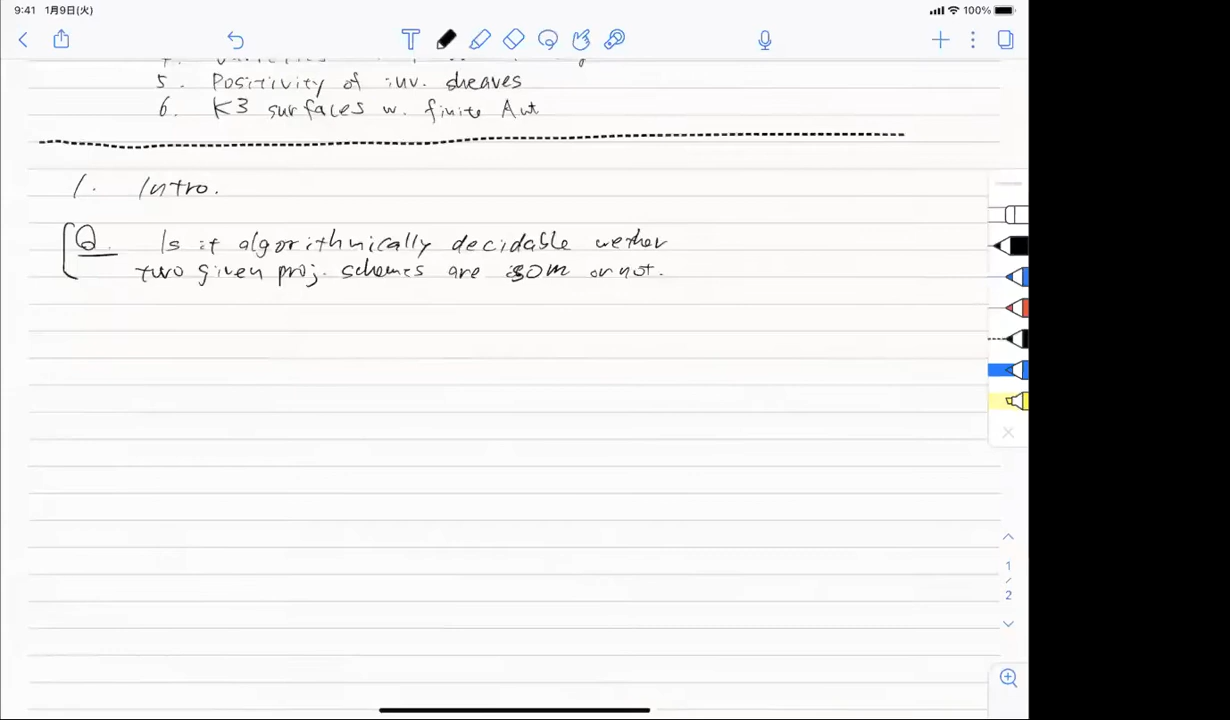 9:41 1月9日(火)
100%
5. Positivity of inv. sheaves
6. K3 surfaces w. finite Aut
1. Intro.
Q. Is it algorithmically decidable wether
two given proj. schemes are isom or not.
1
/
2